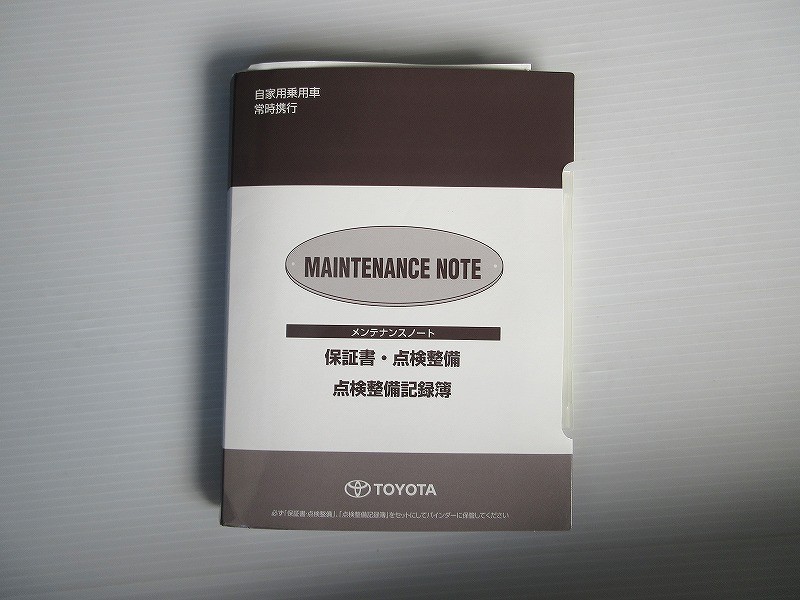 自家用乗用車
常時携行
MAINTENANCE NOTE
メンテナンスノート
保証書・点検整備
点検整備記録簿
TOYOTA
必ず「保証書・点検整備」、「点検整備記録簿」をセットにしてバインダーに保管してください